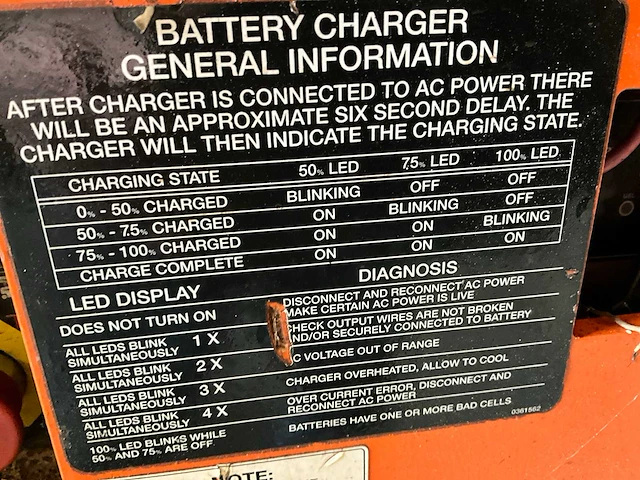 BATTERY CHARGER
GENERAL INFORMATION
AFTER CHARGER IS CONNECTED TO AC POWER THERE
WILL BE AN APPROXIMATE SIX SECOND DELAY. THE
CHARGER WILL THEN INDICATE THE CHARGING STATE.
CHARGING STATE 50% LED 75% LED 100% LED
0% - 50% CHARGED BLINKING OFF OFF
50% - 75% CHARGED ON BLINKING OFF
75% - 100% CHARGED ON ON BLINKING
CHARGE COMPLETE ON ON ON
LED DISPLAY DIAGNOSIS
DOES NOT TURN ON DISCONNECT AND RECONNECT AC POWER
MAKE CERTAIN AC POWER IS LIVE
ALL LEDS BLINK
SIMULTANEOUSLY 1 X CHECK OUTPUT WIRES ARE NOT BROKEN
AND/OR SECURELY CONNECTED TO BATTERY
ALL LEDS BLINK
SIMULTANEOUSLY 2 X C VOLTAGE OUT OF RANGE
ALL LEDS BLINK
SIMULTANEOUSLY 3 X CHARGER OVERHEATED, ALLOW TO COOL
ALL LEDS BLINK
SIMULTANEOUSLY 4 X OVER CURRENT ERROR, DISCONNECT AND
RECONNECT AC POWER
100% LED BLINKS WHILE
50% AND 75% ARE OFF BATTERIES HAVE ONE OR MORE BAD CELLS
0361562
NOTE: